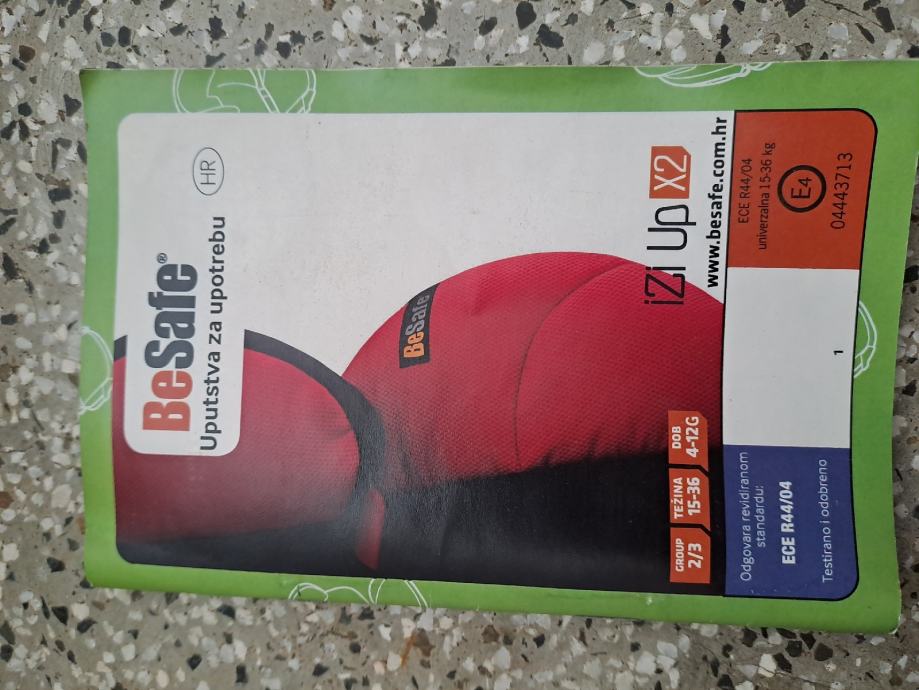 BeSafe®
Uputstva za upotrebu
HR
BeSafe
iZi Up X2
www.besafe.com.hr
GROUP
2/3
TEŽINA
15-36
DOB
4-12G
Odgovara revidiranom
standardu:
ECE R44/04
Testirano i odobreno
1
ECE R44/04
univerzalna 15-36 kg
E4
04443713